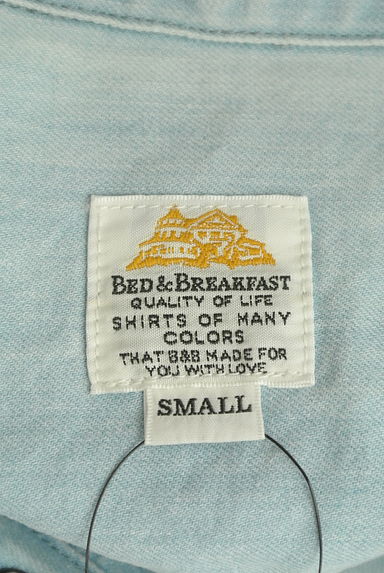 BED & BREAKFAST
QUALITY OF LIFE
SHIRTS OF MANY
COLORS
THAT B&B MADE FOR
YOU WITH LOVE
SMALL